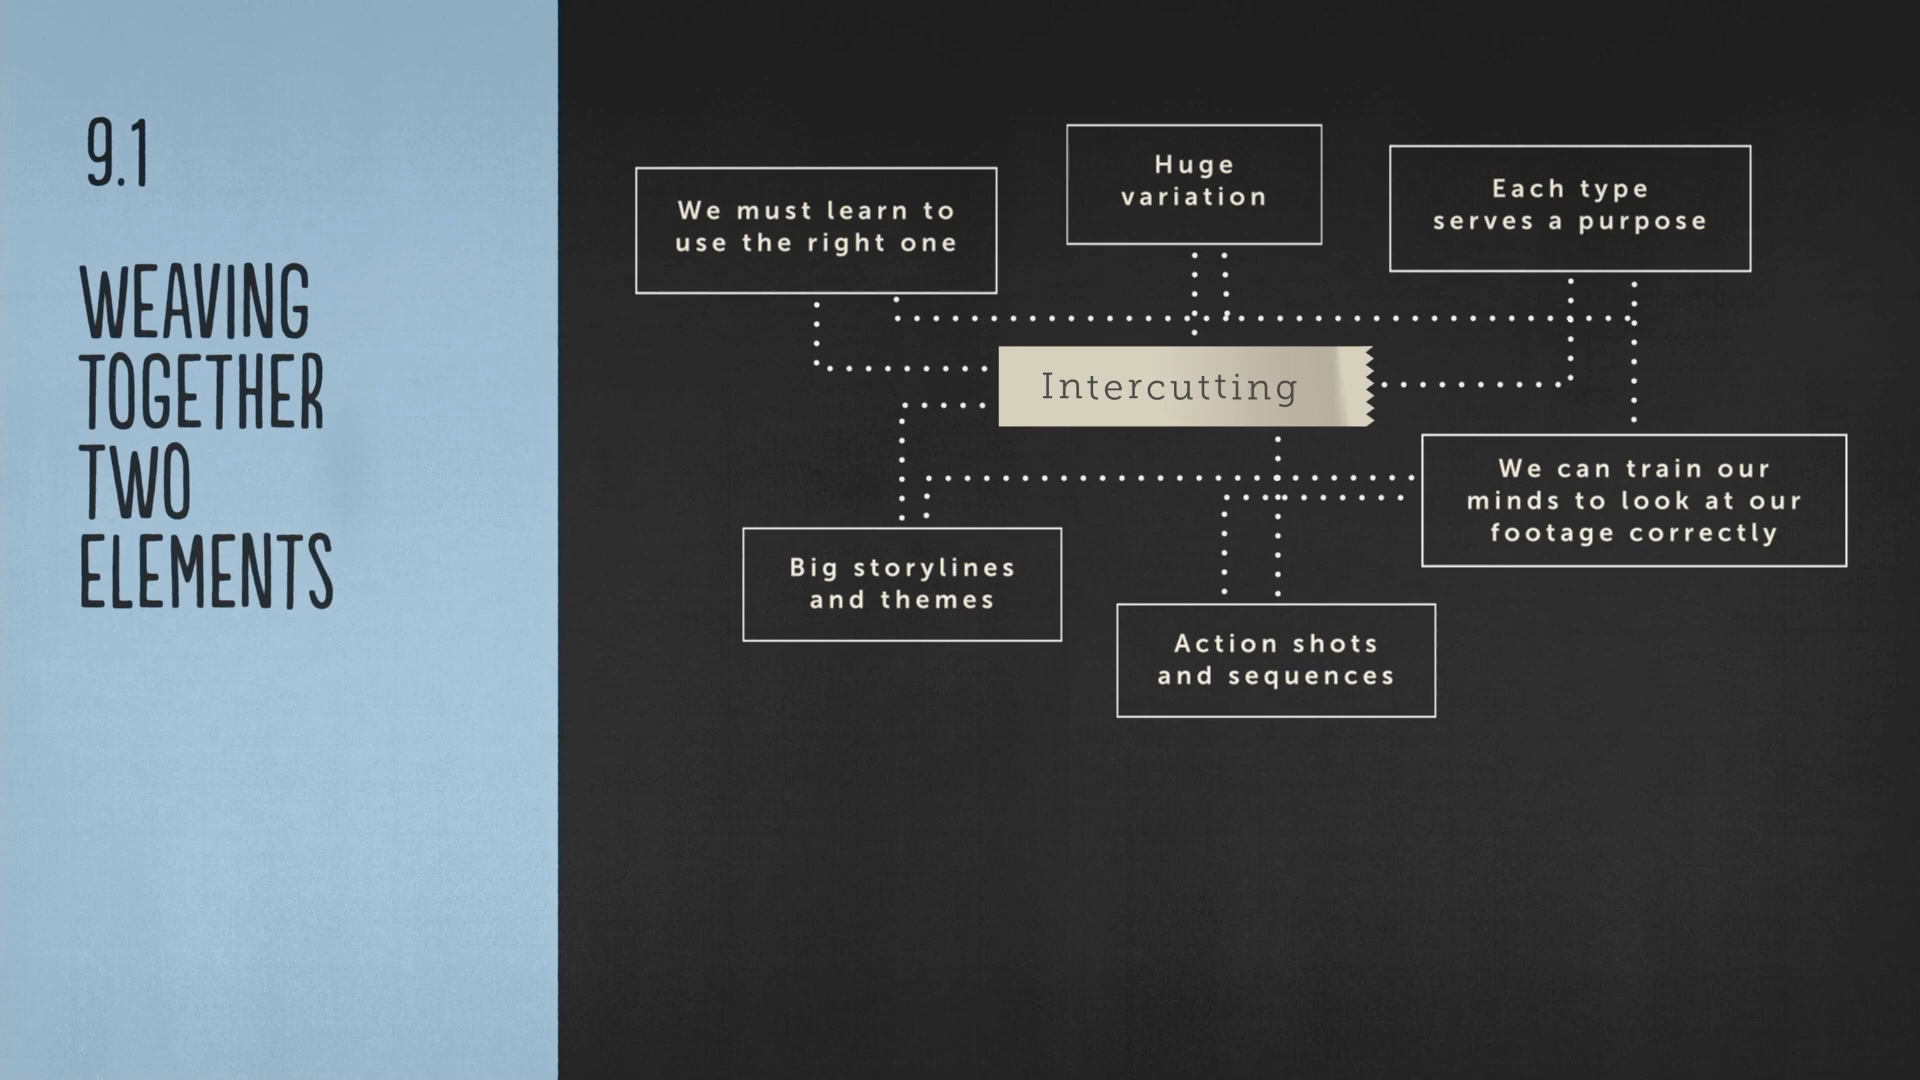 9.1
WEAVING
TOGETHER
TWO
ELEMENTS
We must learn to
use the right one
Huge
variation
Each type
serves a purpose
Intercutting
We can train our
minds to look at our
footage correctly
Big storylines
and themes
Action shots
and sequences